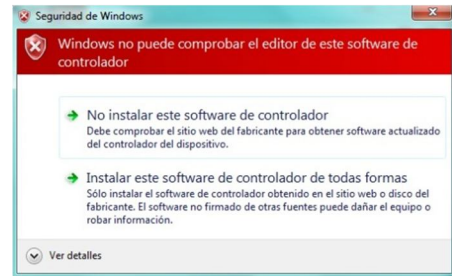 Seguridad de Windows
Windows no puede comprobar el editor de este software de
controlador
No instalar este software de controlador
Debe comprobar el sitio web del fabricante para obtener software actualizado
del controlador del dispositivo.
Instalar este software de controlador de todas formas
Sólo instalar el software de controlador obtenido en el sitio web o disco del
fabricante. El software no firmado de otras fuentes puede dañar el equipo o
robar información.
Ver detalles